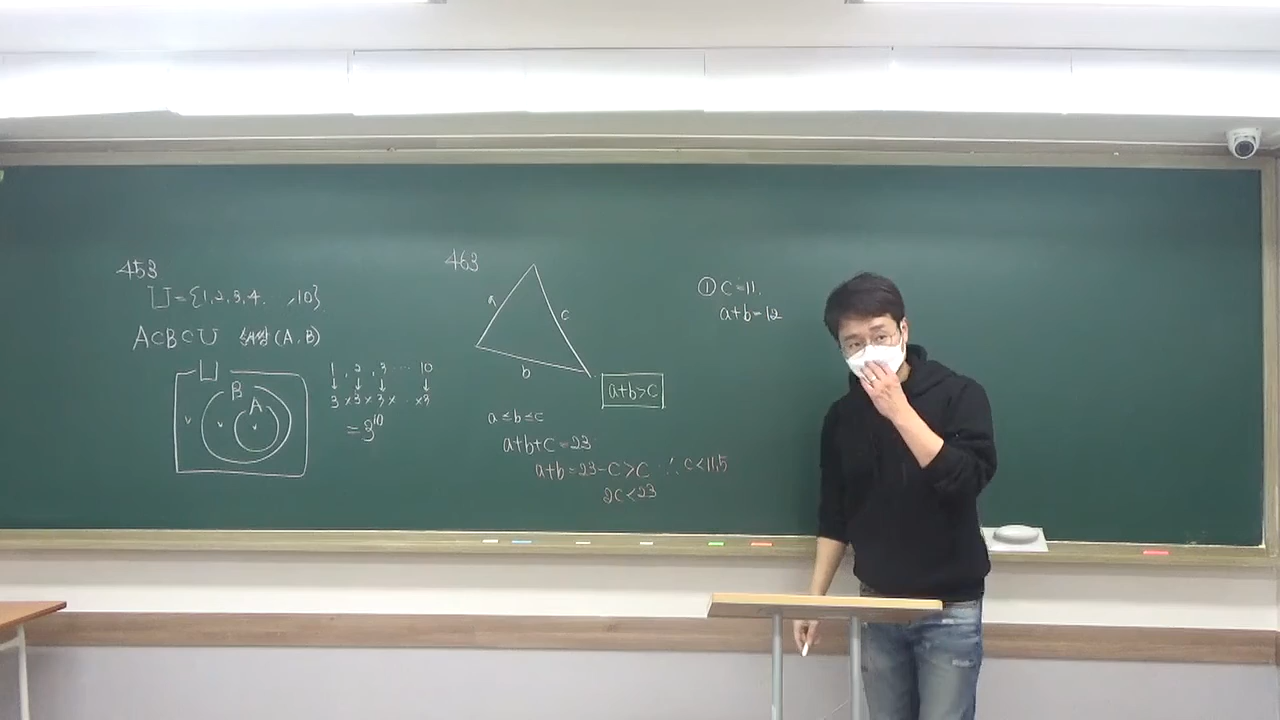 453
U={1,2,3,4, ,10}
A⊂B⊂U 순서쌍(A, B)
U
B
A
1, 2, 3, ... 10
↓ ↓ ↓ ↓
3×3×3×...×3
=3¹⁰
463
a
c
b
a+b>c
a≤b≤c
a+b+c=23
a+b=23-c>c ∴c<11,5
2c<23
① c=11,
a+b=12